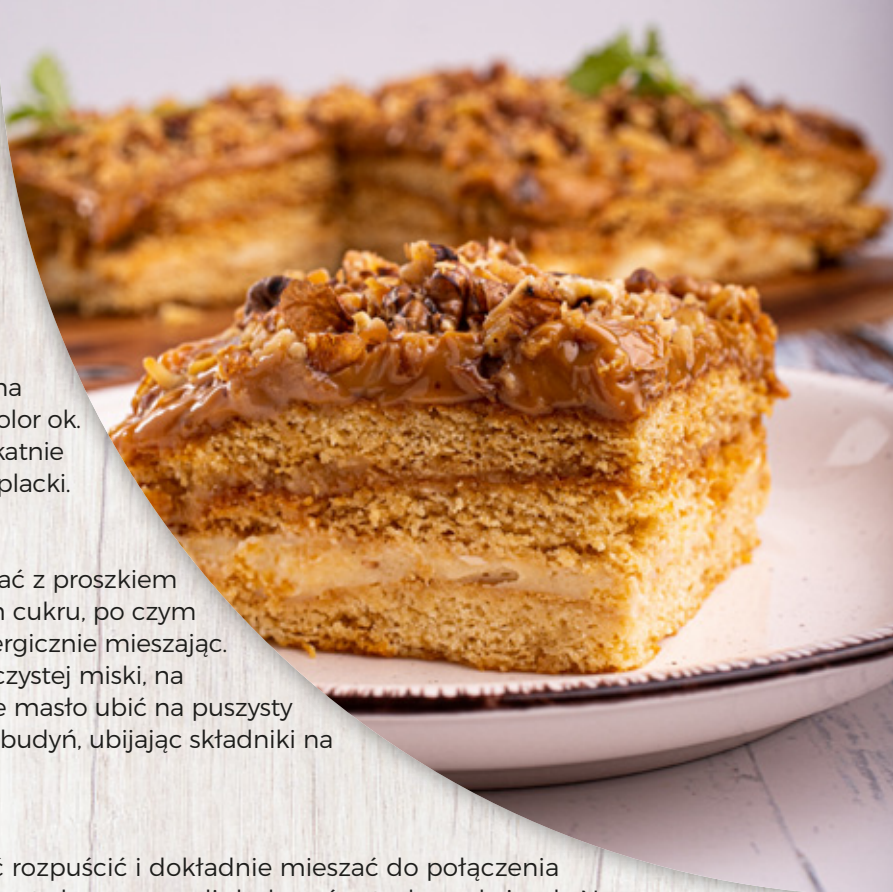 na
olor ok.
katnie
placki.
ać z proszkiem
cukru, po czym
ergicznie mieszając.
czystej miski, na
masło ubić na puszysty
budyń, ubijając składniki na
rozpuścić i dokładnie mieszać do połączenia